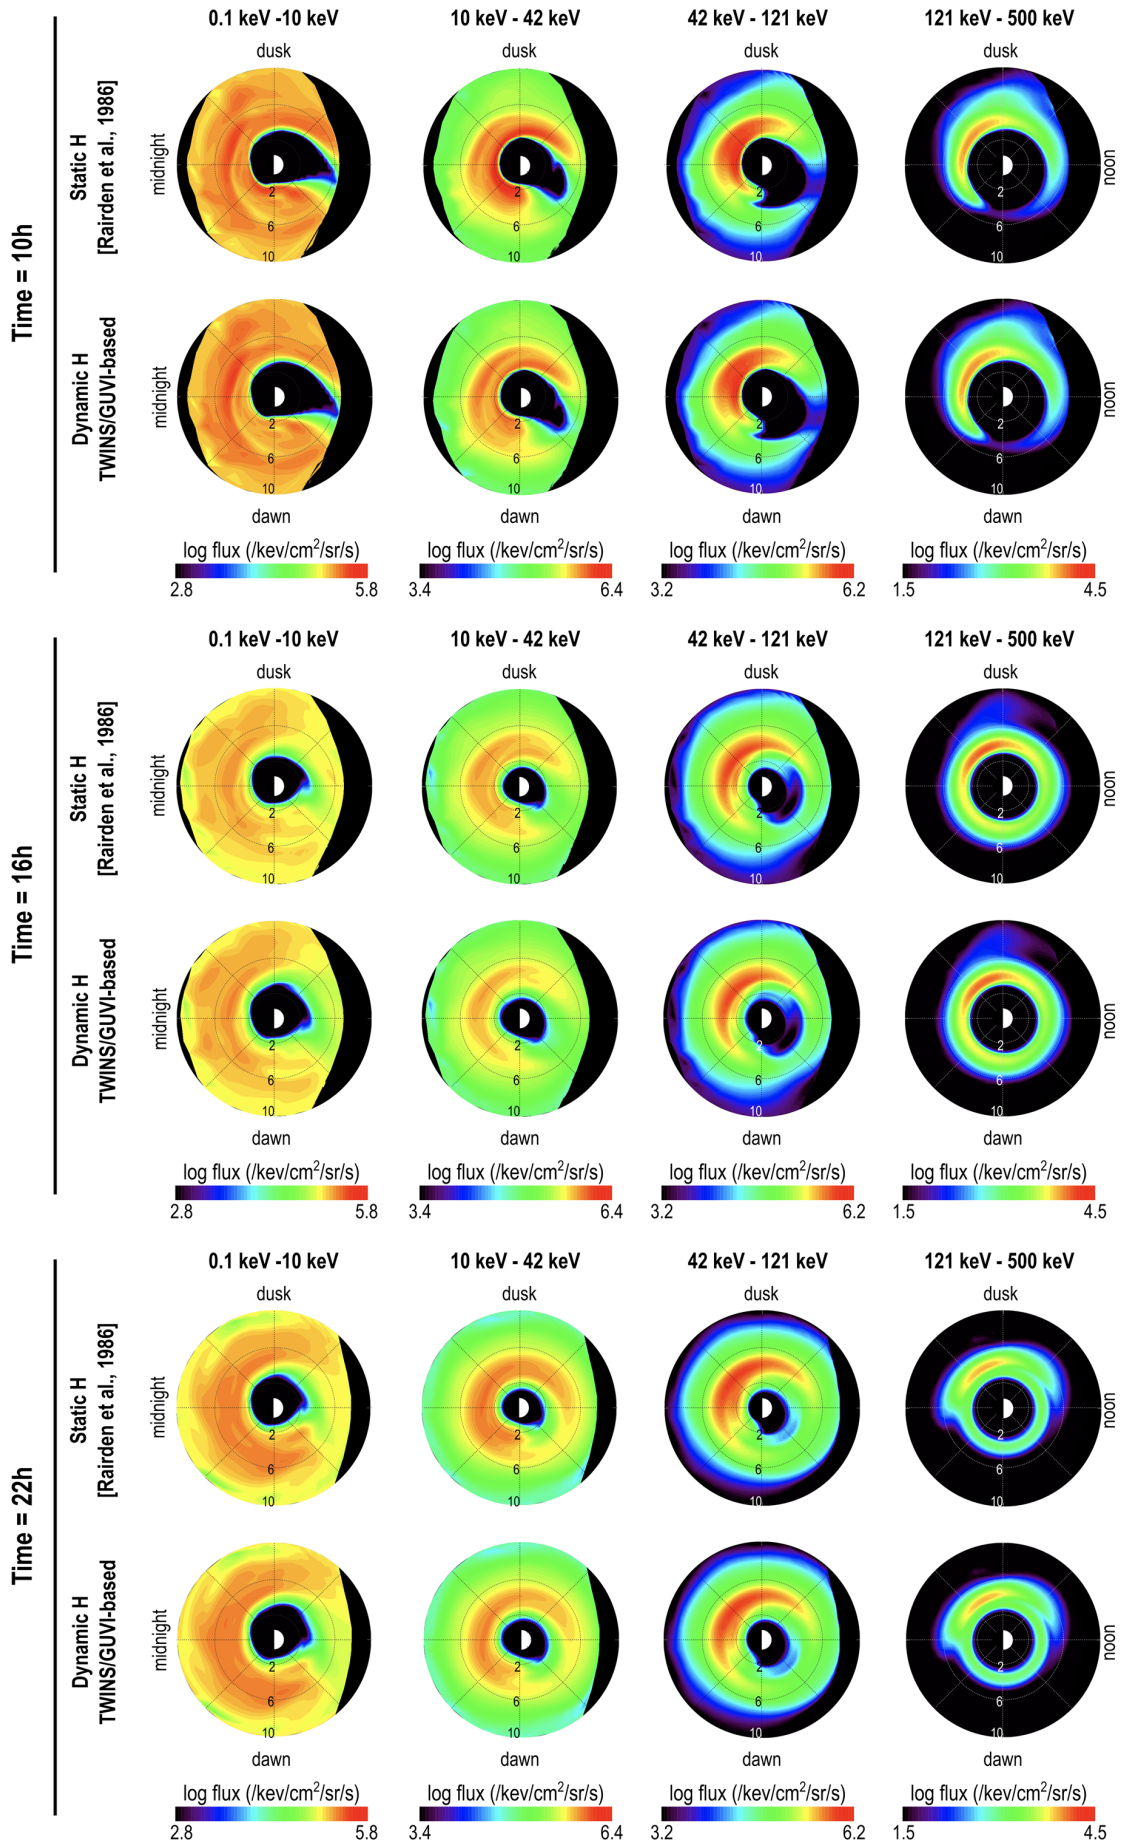 0.1 keV -10 keV
10 keV - 42 keV
42 keV - 121 keV
121 keV - 500 keV
dusk
dusk
dusk
dusk
Time = 10h
Static H
[Rairden et al., 1986]
midnight
2
6
10
2
6
10
2
6
10
2
6
10
noon
Dynamic H
TWINS/GUVI-based
midnight
2
6
10
2
6
10
2
6
10
2
6
10
noon
dawn
dawn
dawn
dawn
log flux (/kev/cm²/sr/s)
log flux (/kev/cm²/sr/s)
log flux (/kev/cm²/sr/s)
log flux (/kev/cm²/sr/s)
2.8 5.8
3.4 6.4
3.2 6.2
1.5 4.5
0.1 keV -10 keV
10 keV - 42 keV
42 keV - 121 keV
121 keV - 500 keV
dusk
dusk
dusk
dusk
Time = 16h
Static H
[Rairden et al., 1986]
midnight
2
6
10
2
6
10
2
6
10
2
6
10
noon
Dynamic H
TWINS/GUVI-based
midnight
2
6
10
2
6
10
2
6
10
2
6
10
noon
dawn
dawn
dawn
dawn
log flux (/kev/cm²/sr/s)
log flux (/kev/cm²/sr/s)
log flux (/kev/cm²/sr/s)
log flux (/kev/cm²/sr/s)
2.8 5.8
3.4 6.4
3.2 6.2
1.5 4.5
0.1 keV -10 keV
10 keV - 42 keV
42 keV - 121 keV
121 keV - 500 keV
dusk
dusk
dusk
dusk
Time = 22h
Static H
[Rairden et al., 1986]
midnight
2
6
10
2
6
10
2
6
10
2
6
10
noon
Dynamic H
TWINS/GUVI-based
midnight
2
6
10
2
6
10
2
6
10
2
6
10
noon
dawn
dawn
dawn
dawn
log flux (/kev/cm²/sr/s)
log flux (/kev/cm²/sr/s)
log flux (/kev/cm²/sr/s)
log flux (/kev/cm²/sr/s)
2.8 5.8
3.4 6.4
3.2 6.2
1.5 4.5